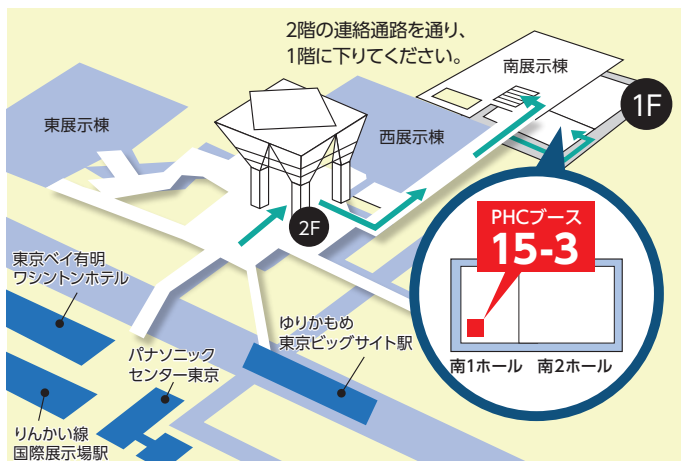 2階の連絡通路を通り、
1階に下りてください。
南展示棟
1F
東展示棟
西展示棟
2F
PHCブース
15-3
東京ベイ有明
ワシントンホテル
ゆりかもめ
東京ビッグサイト駅
パナソニック
センター東京
南1ホール 南2ホール
りんかい線
国際展示場駅